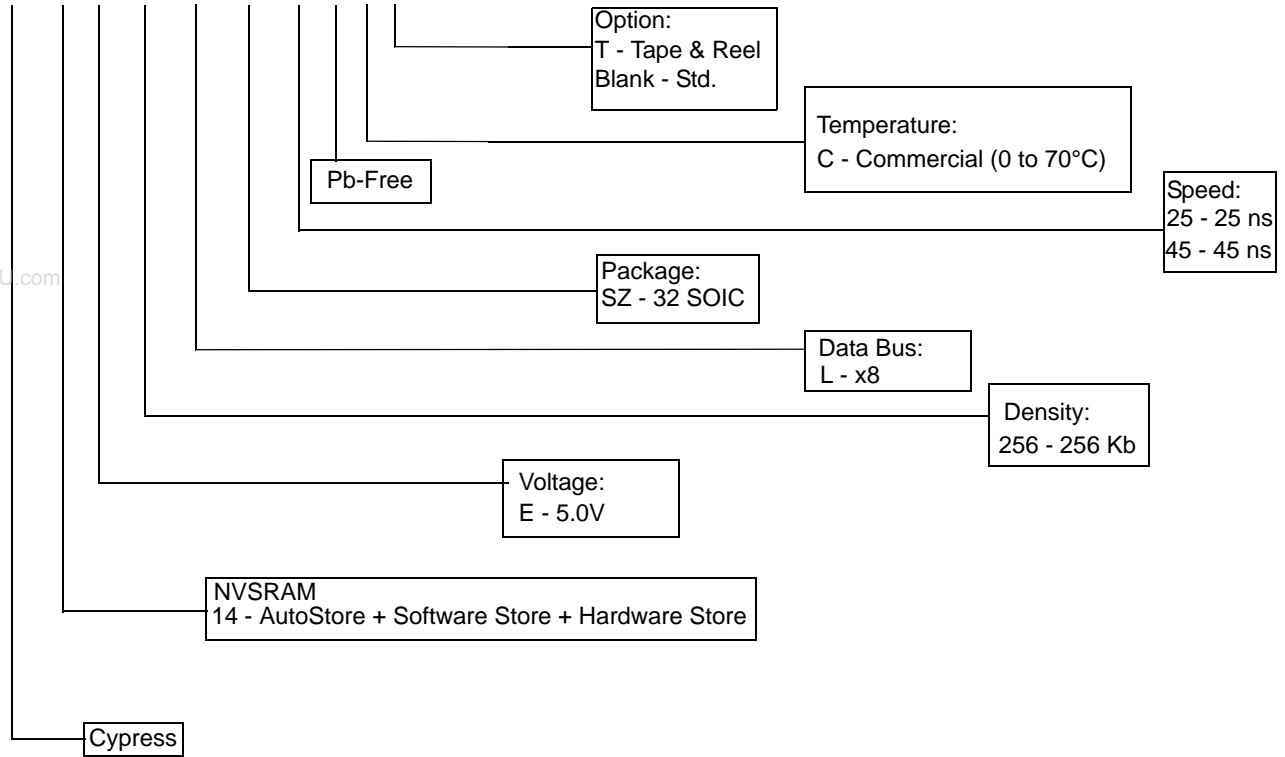 Option:
T - Tape & Reel
Blank - Std.
Temperature:
C - Commercial (0 to 70°C)
Pb-Free
Speed:
25 - 25 ns
45 - 45 ns
U.com
Package:
SZ - 32 SOIC
Data Bus:
L - x8
Density:
256 - 256 Kb
Voltage:
E - 5.0V
NVSRAM
14 - AutoStore + Software Store + Hardware Store
Cypress